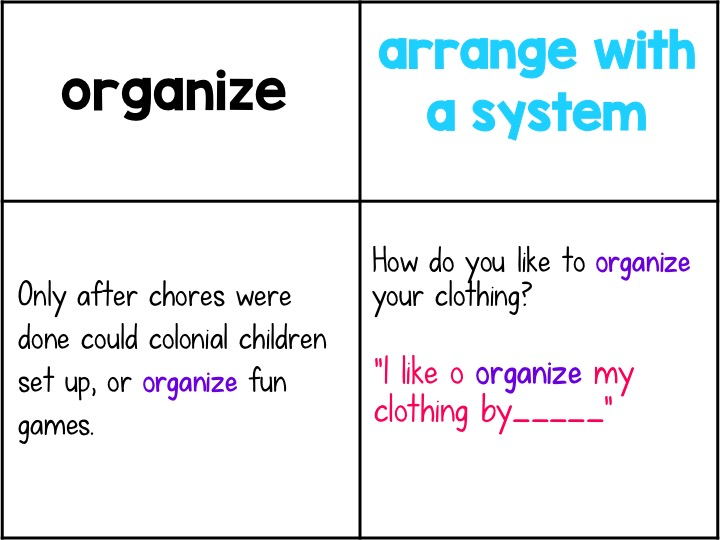 organize
arrange with
a system
Only after chores were
done could colonial children
set up, or organize fun
games.
How do you like to organize
your clothing?
"I like o organize my
clothing by_____"